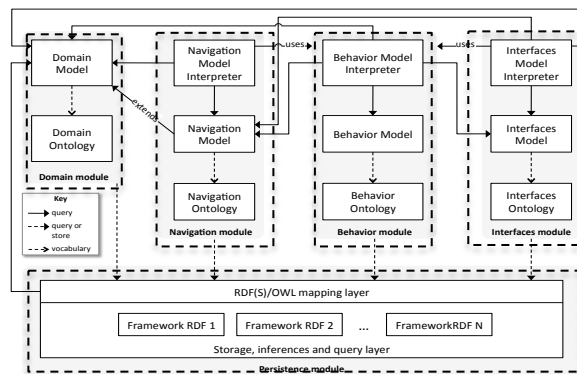 uses
uses
Domain
Model
Navigation
Model
Interpreter
Behavior Model
Interpreter
Interfaces
Model
Interpreter
extends
Domain
Ontology
Navigation
Model
Behavior Model
Interfaces
Model
Domain module
Navigation
Ontology
Behavior
Ontology
Interfaces
Ontology
Key
query
query or
store
vocabulary
Navigation module
Behavior module
Interfaces module
RDF(S)/OWL mapping layer
Framework RDF 1
Framework RDF 2
...
FrameworkRDF N
Storage, inferences and query layer
Persistence module